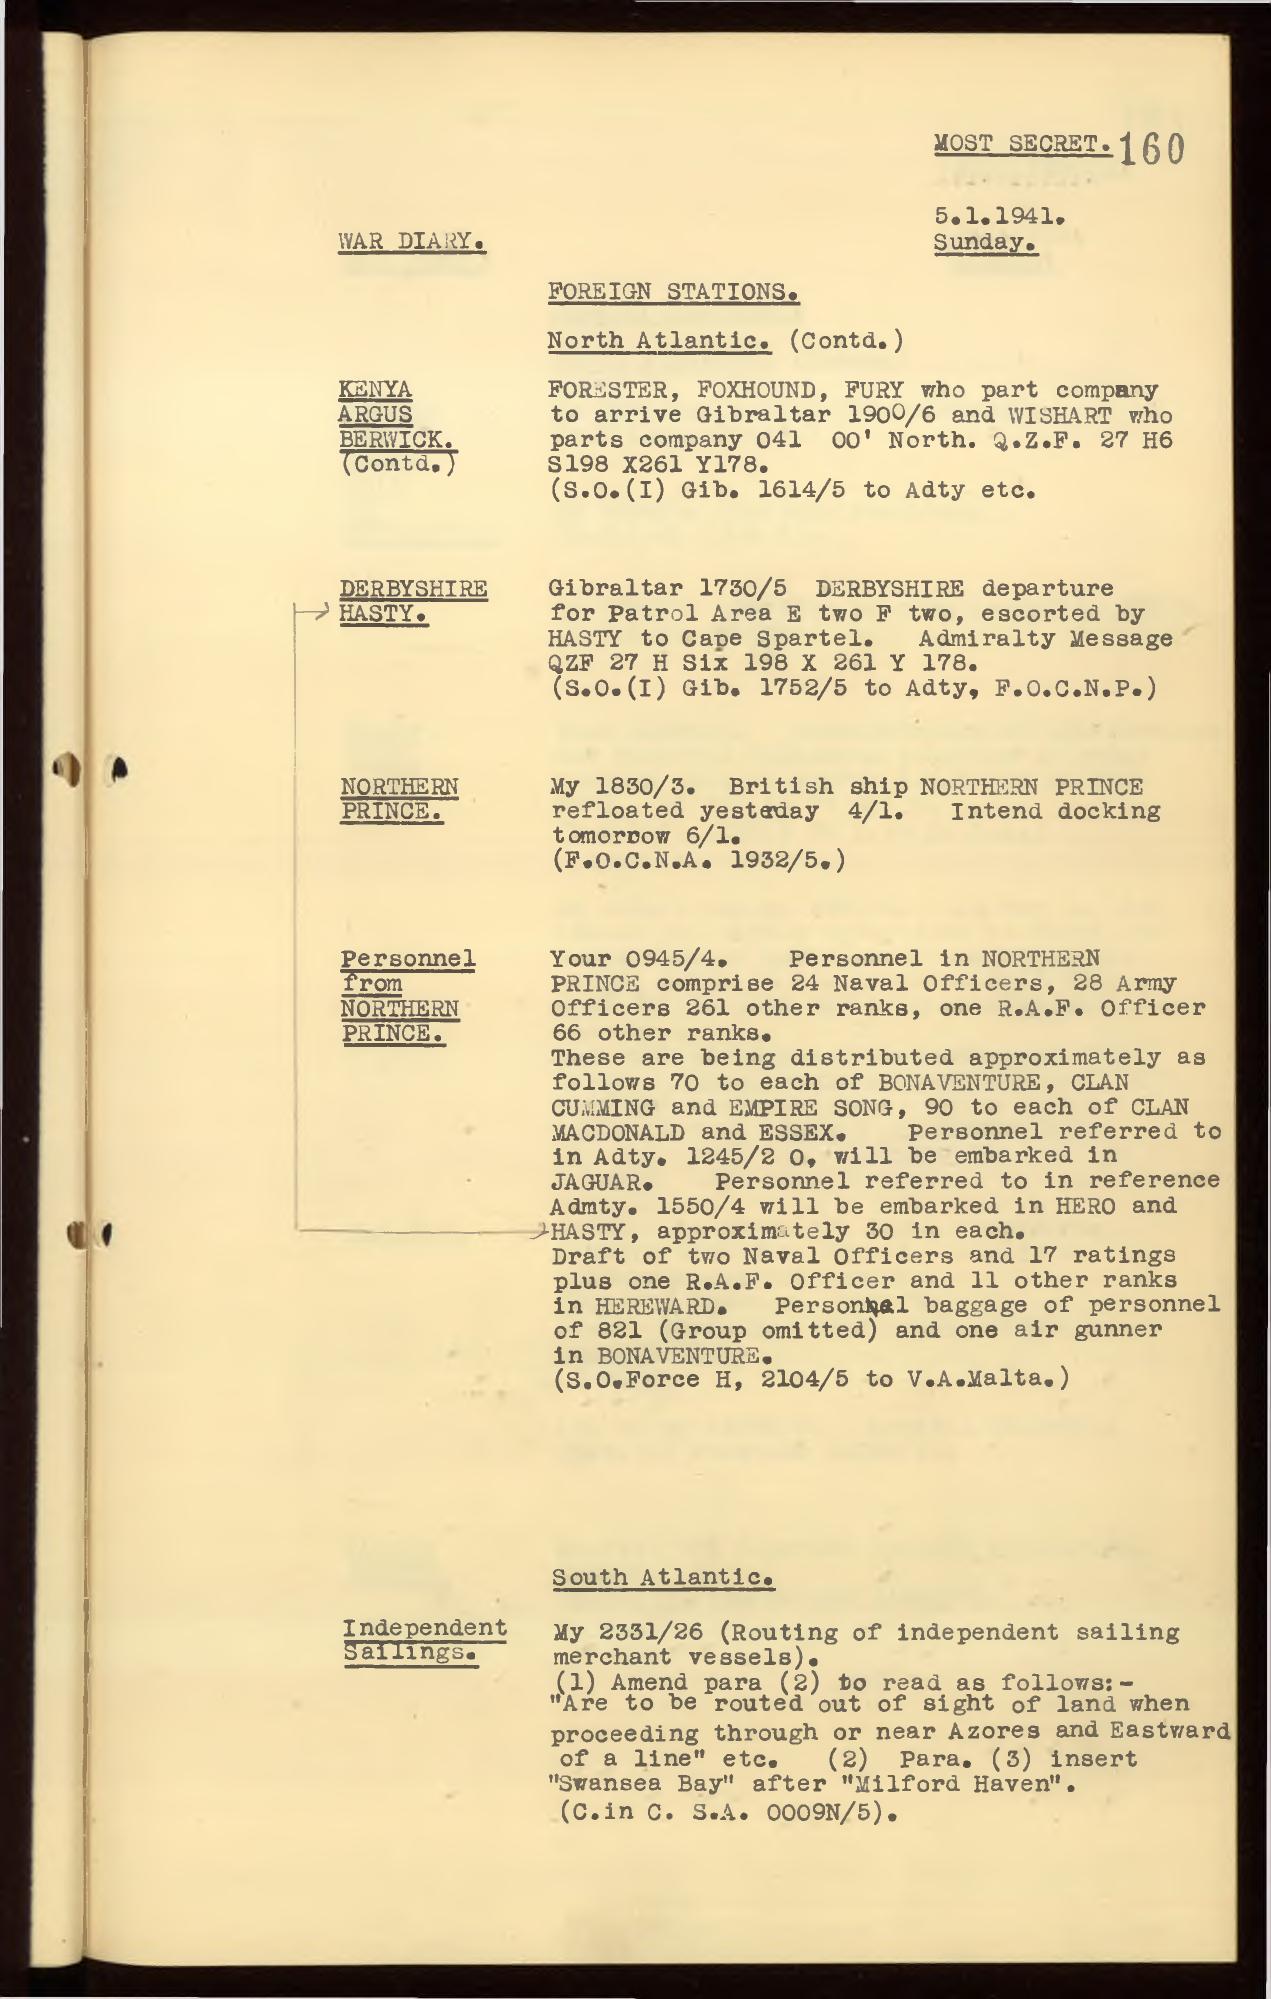 MOST SECRET. 160
5.1.1941.
WAR DIARY.
Sunday.
FOREIGN STATIONS.
North Atlantic. (Contd.)
KENYA
ARGUS
BERWICK.
(Contd.)
FORESTER, FOXHOUND, FURY who part company
to arrive Gibraltar 1900/6 and WISHART who
parts company 041 00' North. Q.Z.F. 27 H6
S198 X261 Y178.
(S.O.(I) Gib. 1614/5 to Adty etc.
DERBYSHIRE
HASTY.
Gibraltar 1730/5 DERBYSHIRE departure
for Patrol Area E two F two, escorted by
HASTY to Cape Spartel. Admiralty Message
QZF 27 H Six 198 X 261 Y 178.
(S.O.(I) Gib. 1752/5 to Adty, F.O.C.N.P.)
NORTHERN
PRINCE.
My 1830/3. British ship NORTHERN PRINCE
refloated yesterday 4/1. Intend docking
tomorrow 6/1.
(F.O.C.N.A. 1932/5.)
Personnel
from
NORTHERN
PRINCE.
Your 0945/4. Personnel in NORTHERN
PRINCE comprise 24 Naval Officers, 28 Army
Officers 261 other ranks, one R.A.F. Officer
66 other ranks.
These are being distributed approximately as
follows 70 to each of BONAVENTURE, CLAN
CUMMING and EMPIRE SONG, 90 to each of CLAN
MACDONALD and ESSEX. Personnel referred to
in Adty. 1245/2 O, will be embarked in
JAGUAR. Personnel referred to in reference
Admty. 1550/4 will be embarked in HERO and
HASTY, approximately 30 in each.
Draft of two Naval Officers and 17 ratings
plus one R.A.F. Officer and 11 other ranks
in HEREWARD. Personnal baggage of personnel
of 821 (Group omitted) and one air gunner
in BONAVENTURE.
(S.O.Force H, 2104/5 to V.A.Malta.)
South Atlantic.
Independent
Sailings.
My 2331/26 (Routing of independent sailing
merchant vessels).
(1) Amend para (2) to read as follows:-
"Are to be routed out of sight of land when
proceeding through or near Azores and Eastward
of a line" etc. (2) Para. (3) insert
"Swansea Bay" after "Milford Haven".
(C.in C. S.A. 0009N/5).